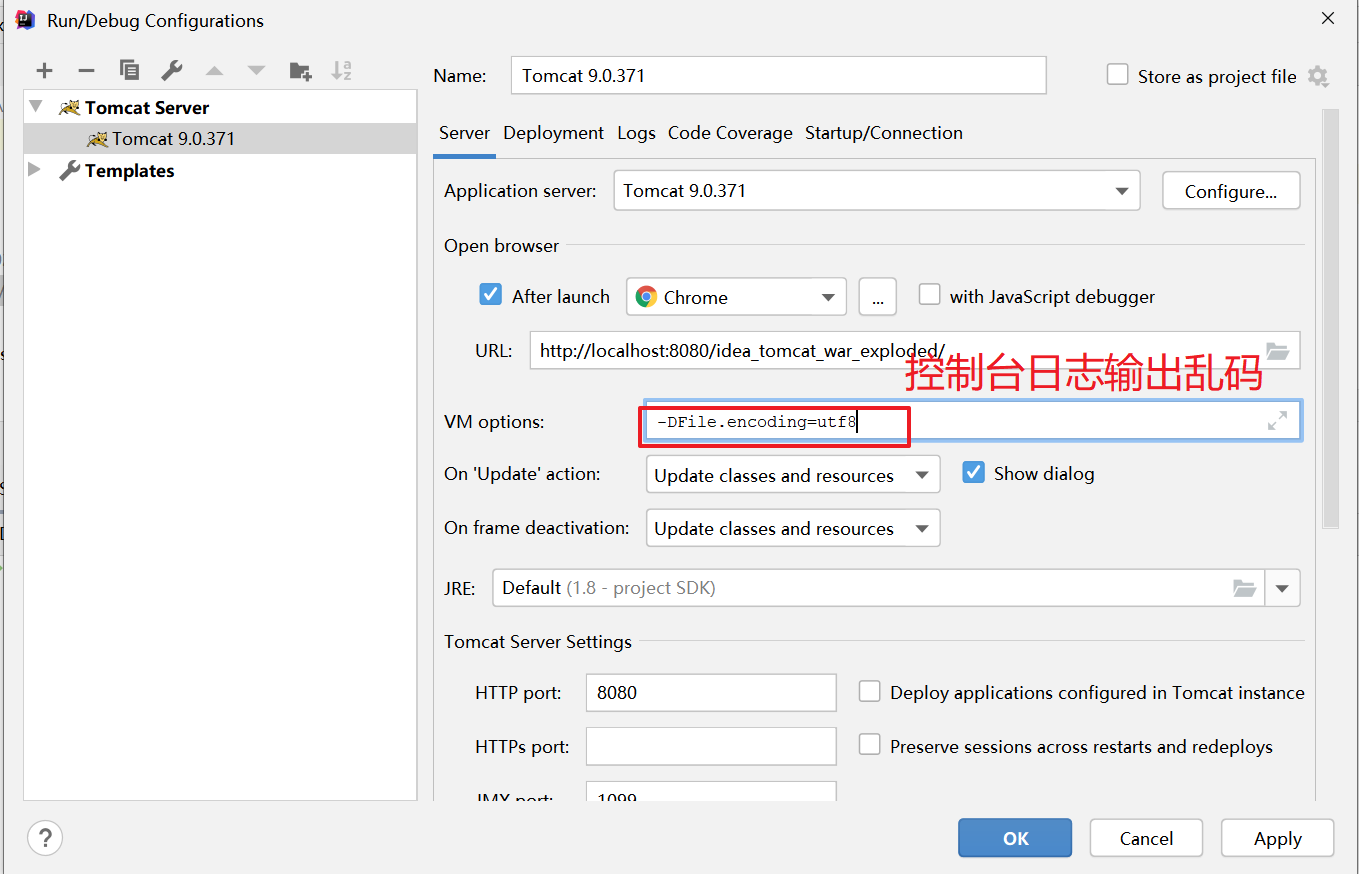 Run/Debug Configurations
Name: Tomcat 9.0.371 Store as project file
Tomcat Server
Tomcat 9.0.371
Templates
Server Deployment Logs Code Coverage Startup/Connection
Application server: Tomcat 9.0.371 Configure...
Open browser
After launch Chrome ... with JavaScript debugger
URL: http://localhost:8080/idea_tomcat_war_exploded/
控制台日志输出乱码
VM options: -DFile.encoding=utf8
On 'Update' action: Update classes and resources Show dialog
On frame deactivation: Update classes and resources
JRE: Default (1.8 - project SDK)
Tomcat Server Settings
HTTP port: 8080 Deploy applications configured in Tomcat instance
HTTPs port: Preserve sessions across restarts and redeploys
JMX port: 1099
? OK Cancel Apply